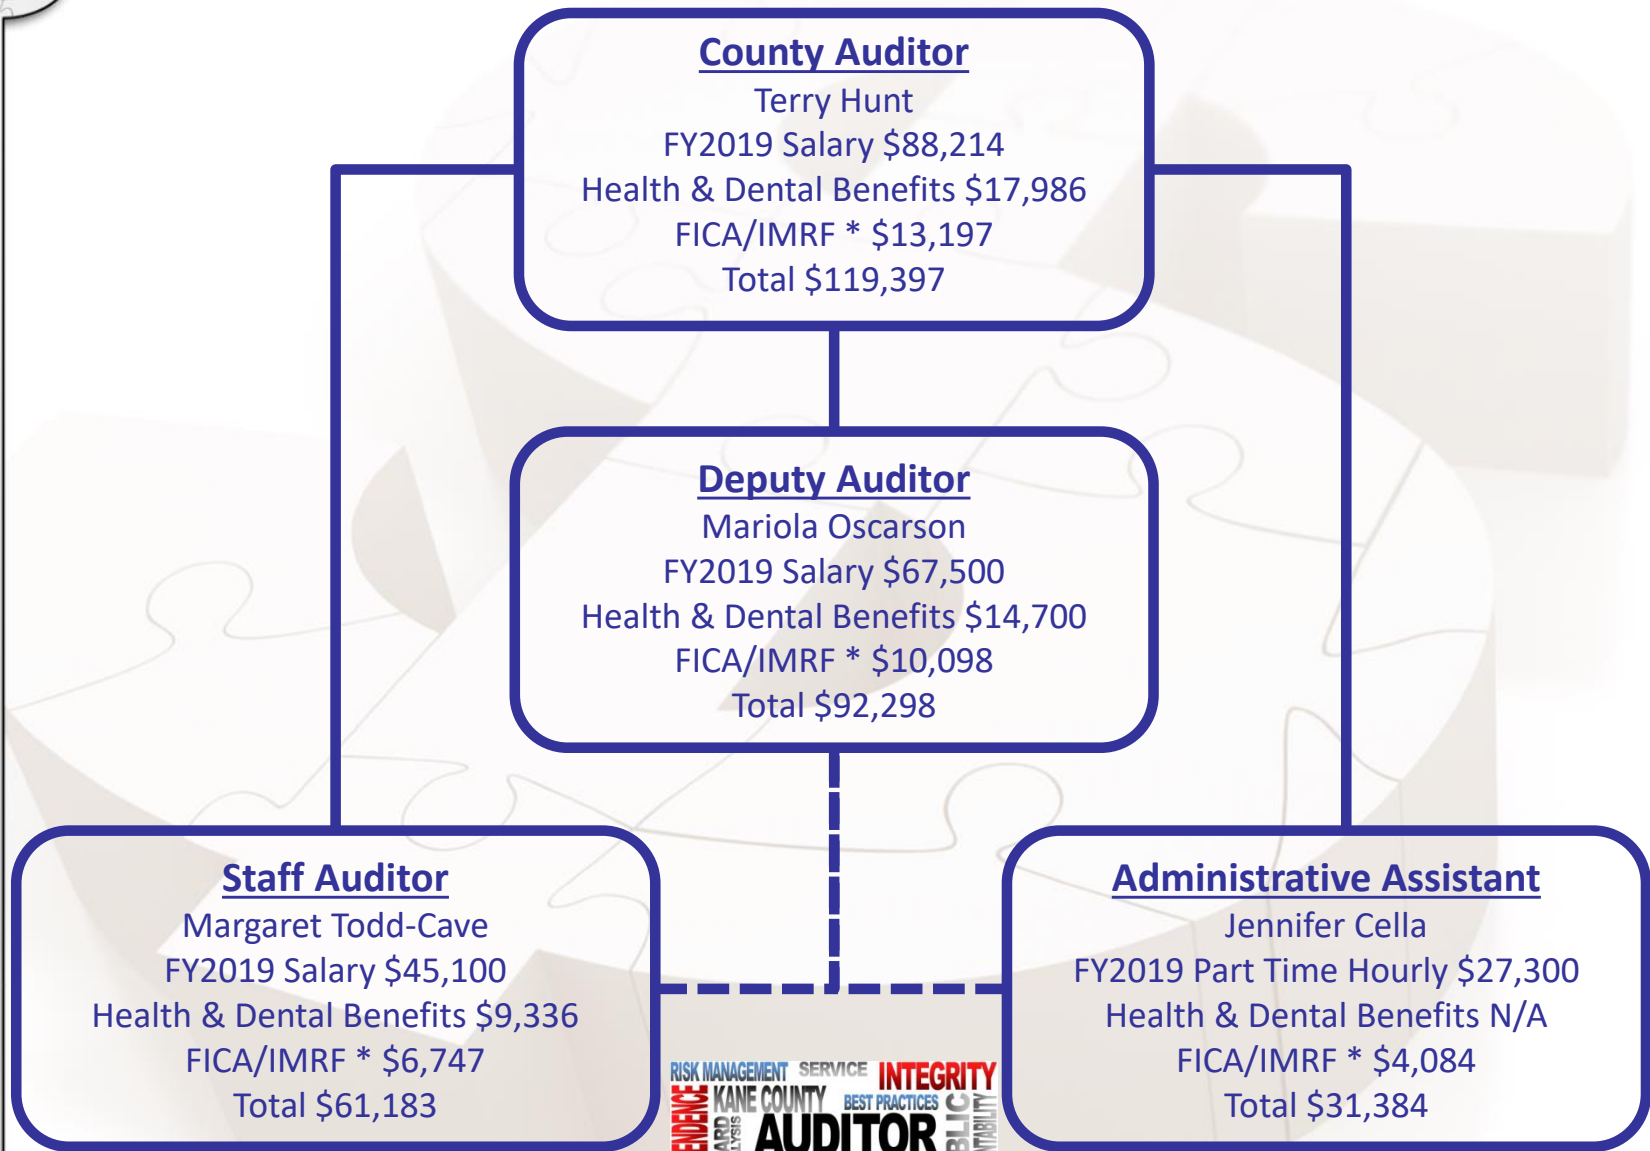 County Auditor
Terry Hunt
FY2019 Salary $88,214
Health & Dental Benefits $17,986
FICA/IMRF * $13,197
Total $119,397
Deputy Auditor
Mariola Oscarson
FY2019 Salary $67,500
Health & Dental Benefits $14,700
FICA/IMRF * $10,098
Total $92,298
Staff Auditor
Margaret Todd-Cave
FY2019 Salary $45,100
Health & Dental Benefits $9,336
FICA/IMRF * $6,747
Total $61,183
Administrative Assistant
Jennifer Cella
FY2019 Part Time Hourly $27,300
Health & Dental Benefits N/A
FICA/IMRF * $4,084
Total $31,384
RISK MANAGEMENT SERVICE INTEGRITY
KANE COUNTY BEST PRACTICES
AUDITOR